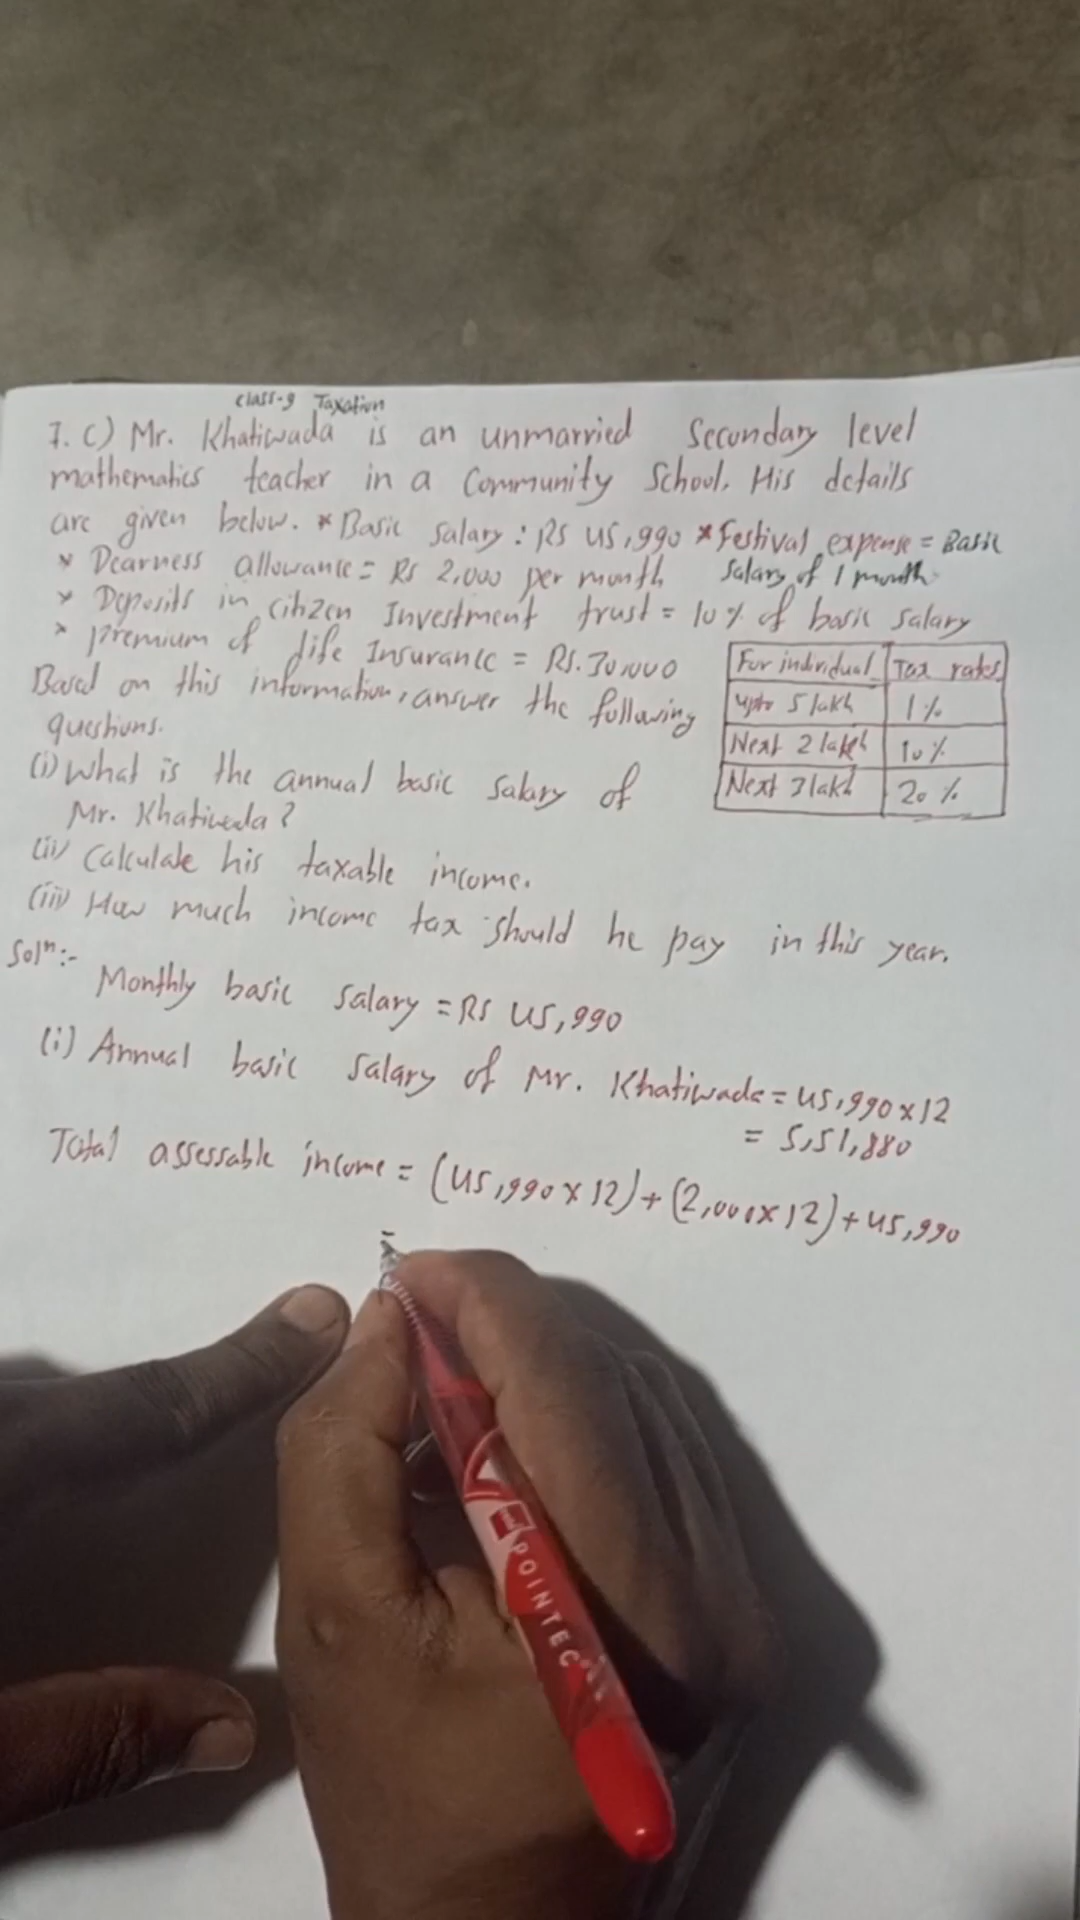 Class-9 Taxation
7. C) Mr. Khatiwada is an unmarried Secondary level
mathematics teacher in a Community School. His details
are given below. * Basic Salary : Rs 45,990 * Festival expense = Basic
Salary of 1 month
* Dearness allowance = Rs 2,000 per month
* Deposits in Citizen Investment trust = 10% of basic salary
* premium of life Insurance = Rs. 30,000
Based on this information, answer the following
questions.
For individual Tax rates
upto 5 lakh 1%
Next 2 lakh 10%
Next 3 lakh 20%
(i) What is the annual basic salary of
Mr. Khatiwada?
(ii) Calculate his taxable income.
(iii) How much income tax should he pay in this year.
Solⁿ:-
Monthly basic salary = Rs 45,990
(i) Annual basic salary of Mr. Khatiwada = 45,990 x 12
= 5,51,880
Total assessable income = (45,990 x 12) + (2,000 x 12) + 45,990
=
cello
POINTEC